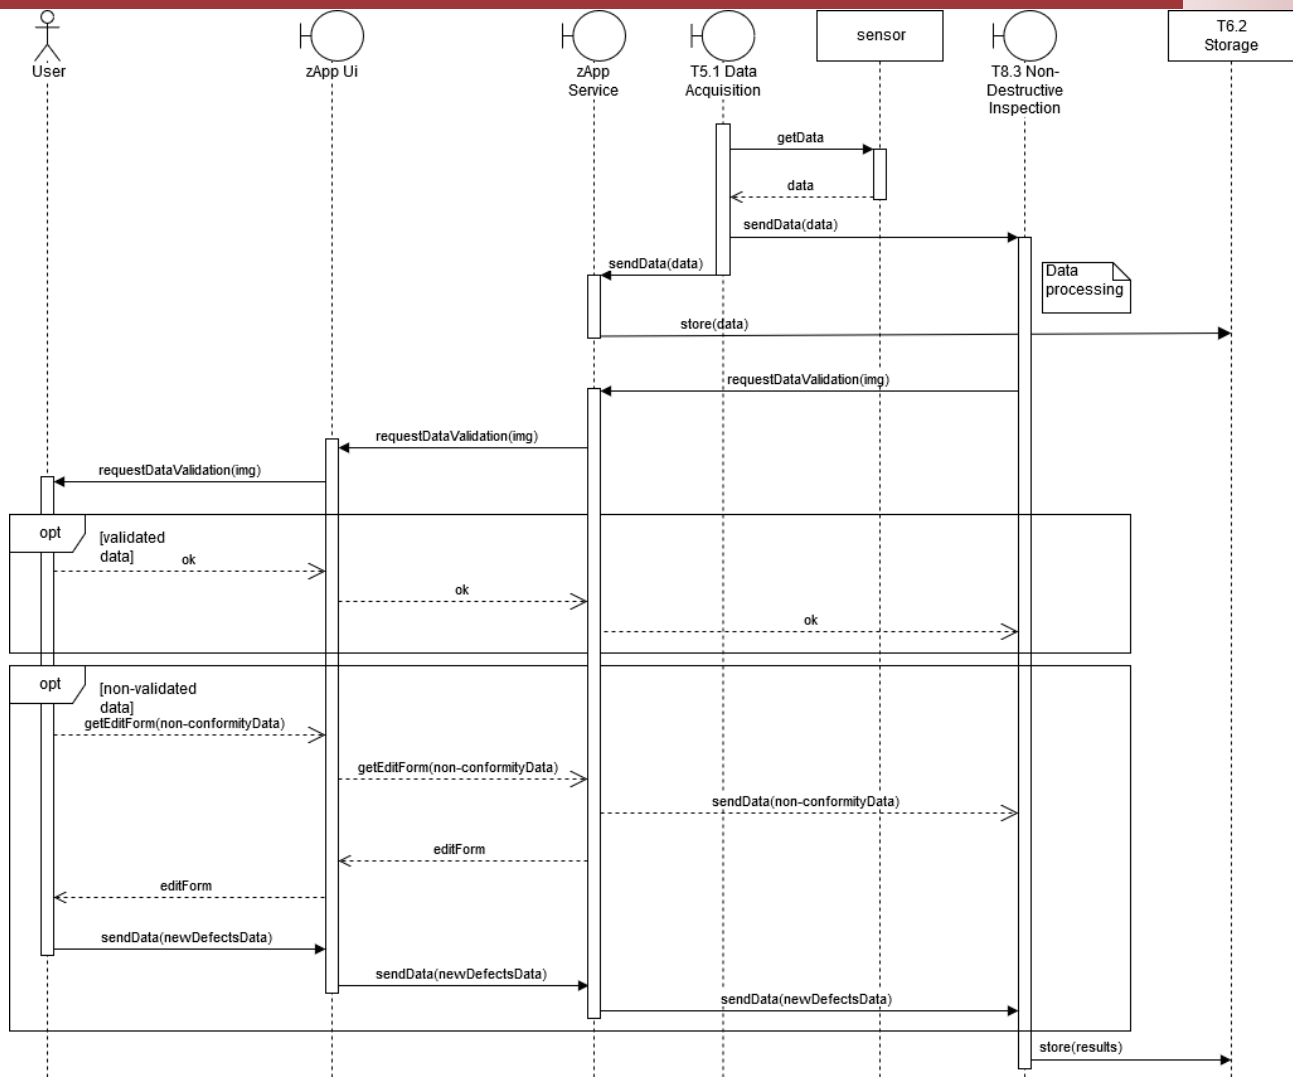 User
zApp Ui
zApp
Service
T5.1 Data
Acquisition
sensor
T8.3 Non-
Destructive
Inspection
T6.2
Storage
getData
data
sendData(data)
sendData(data)
Data
processing
store(data)
requestDataValidation(img)
requestDataValidation(img)
requestDataValidation(img)
opt
[validated
data]
ok
ok
ok
opt
[non-validated
data]
getEditForm(non-conformityData)
getEditForm(non-conformityData)
sendData(non-conformityData)
editForm
editForm
sendData(newDefectsData)
sendData(newDefectsData)
sendData(newDefectsData)
store(results)